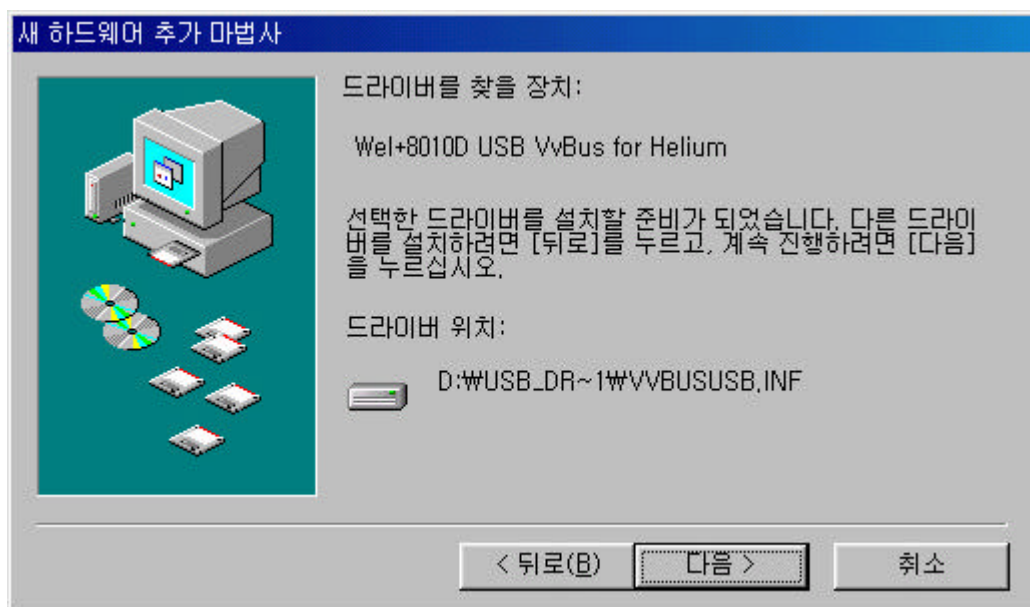 새 하드웨어 추가 마법사
드라이버를 찾을 장치:
Wel+8010D USB VvBus for Helium
선택한 드라이버를 설치할 준비가 되었습니다. 다른 드라이
버를 설치하려면 [뒤로]를 누르고, 계속 진행하려면 [다음]
을 누르십시오.
드라이버 위치:
D:₩USB_DR~1₩VVBUSUSB.INF
< 뒤로(B)
다음 >
취소